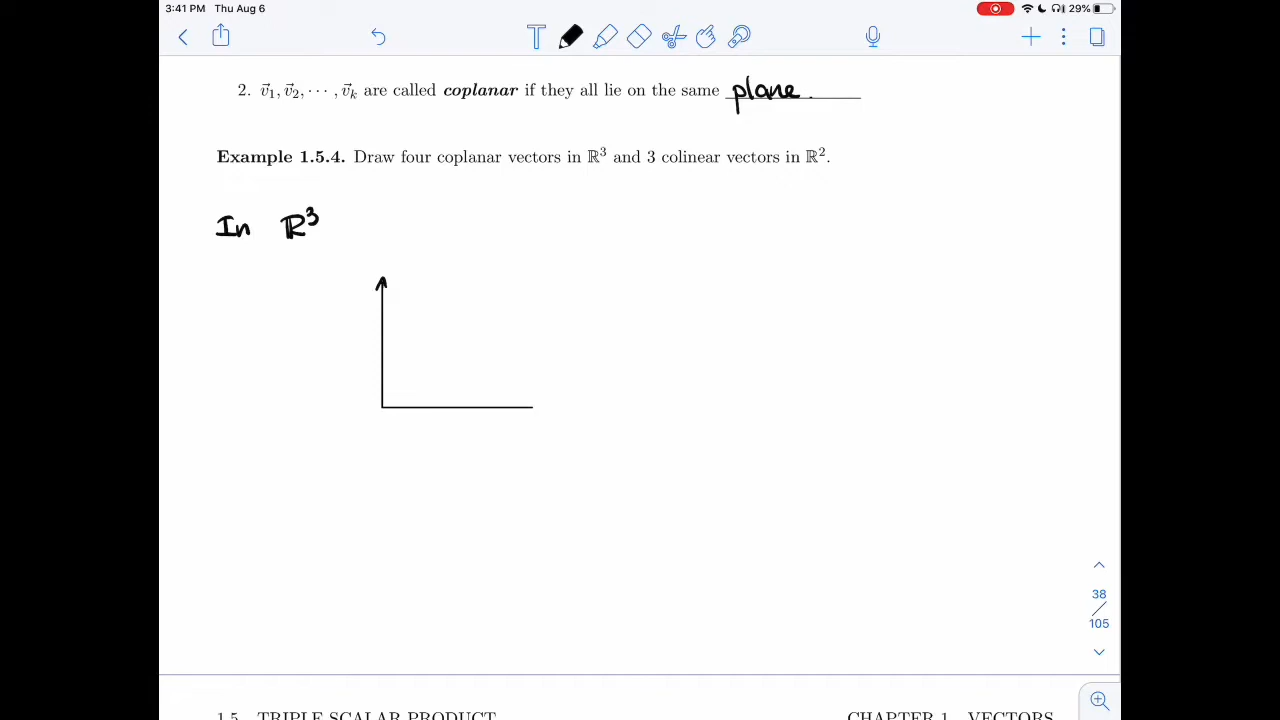 3:41 PM Thu Aug 6 29%
2. v⃗₁, v⃗₂, ⋯ , v⃗ₖ are called coplanar if they all lie on the same plane.
Example 1.5.4. Draw four coplanar vectors in ℝ³ and 3 colinear vectors in ℝ².
In ℝ³
38
105
1.5. TRIPLE SCALAR PRODUCT CHAPTER 1. VECTORS